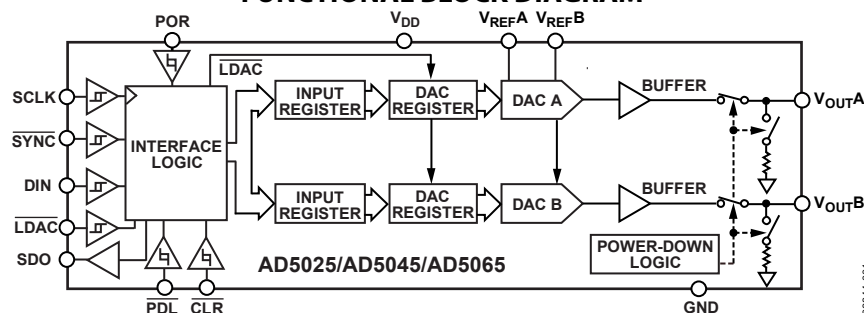 FUNCTIONAL BLOCK DIAGRAM
POR
VDD
VREFA
VREFB
LDAC
SCLK
SYNC
DIN
LDAC
SDO
INTERFACE
LOGIC
INPUT
REGISTER
DAC
REGISTER
DAC A
BUFFER
VOUTA
INPUT
REGISTER
DAC
REGISTER
DAC B
BUFFER
VOUTB
POWER-DOWN
LOGIC
AD5025/AD5045/AD5065
PDL
CLR
GND